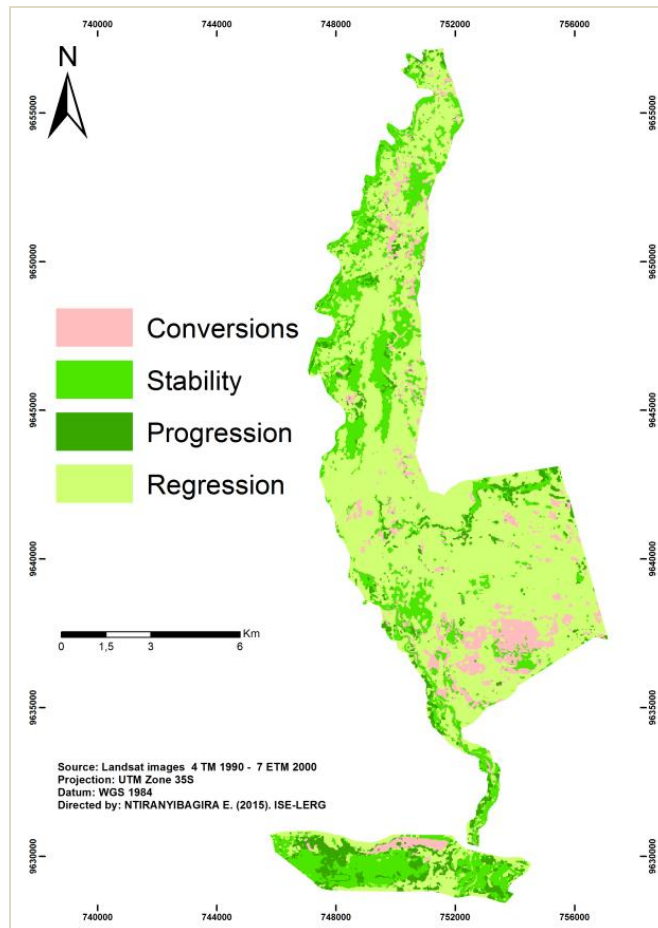 740000 744000 748000 752000 756000
N
9655000 9655000
9650000 9650000
Conversions
Stability
9645000 9645000
Progression
Regression
9640000 9640000
Km
0 1,5 3 6
9635000 9635000
Source: Landsat images 4 TM 1990 - 7 ETM 2000
Projection: UTM Zone 35S
Datum: WGS 1984
Directed by: NTIRANYIBAGIRA E. (2015). ISE-LERG
9630000 9630000
740000 744000 748000 752000 756000